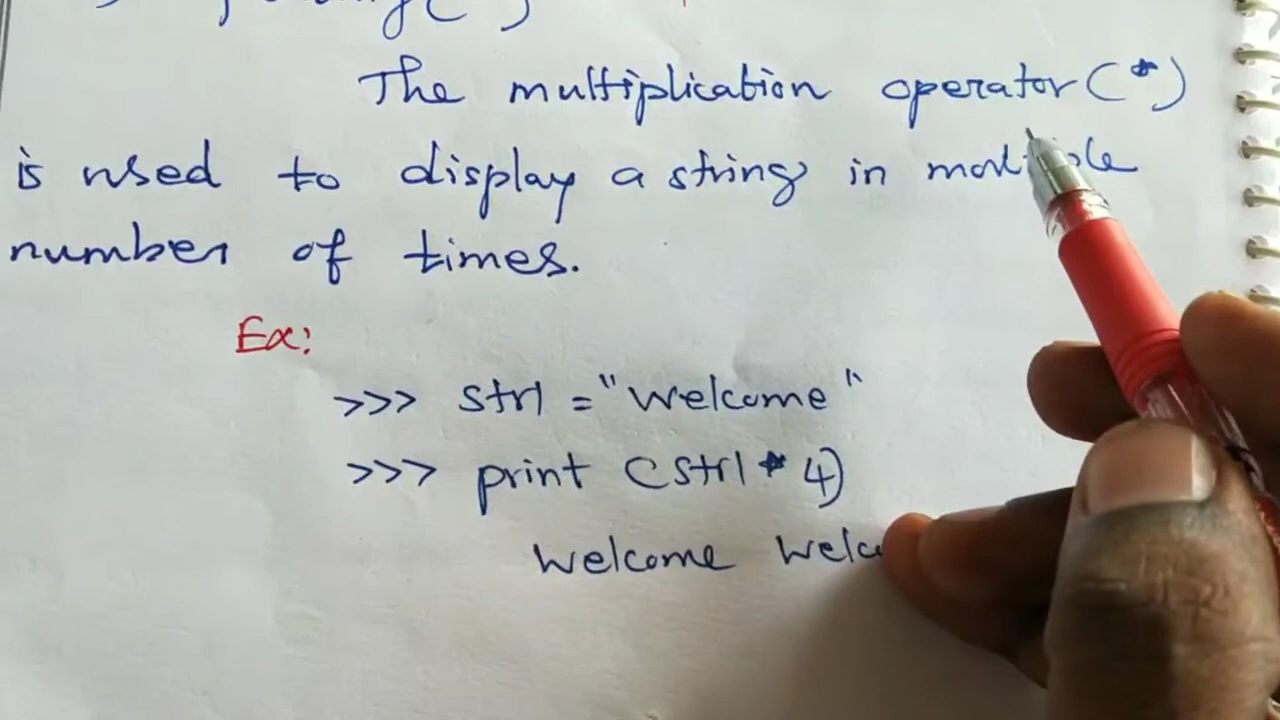 The multiplication operator (*)
is used to display a string in
number of times.
Ex:
>>> str1 = "Welcome"
>>> print (str1 * 4)
Welcome